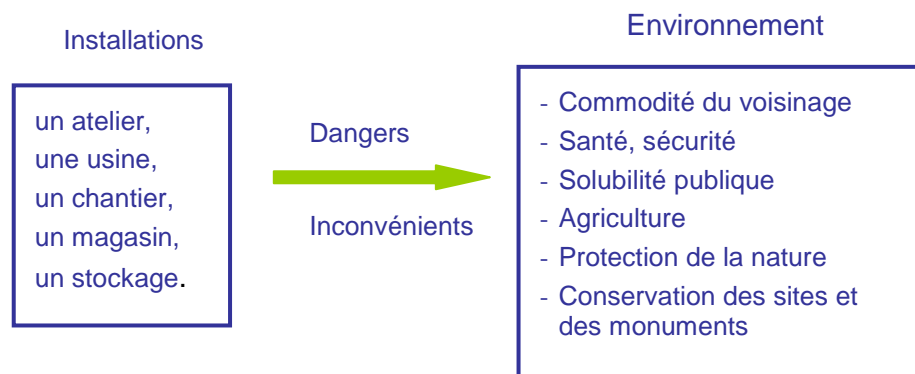 Installations
un atelier,
une usine,
un chantier,
un magasin,
un stockage.
Dangers
Inconvénients
Environnement
- Commodité du voisinage
- Santé, sécurité
- Solubilité publique
- Agriculture
- Protection de la nature
- Conservation des sites et
des monuments